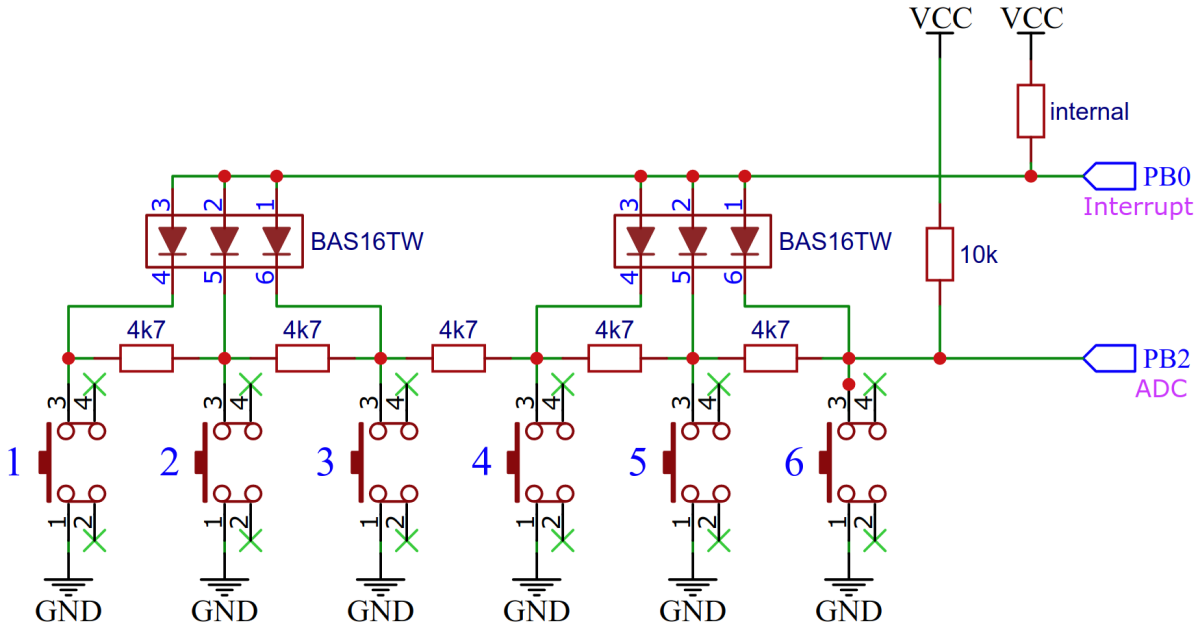 VCC VCC
internal
PB0
Interrupt
3 2 1 3 2 1
BAS16TW BAS16TW
10k
4 5 6 4 5 6
4k7 4k7 4k7 4k7 4k7
PB2
ADC
3 4 3 4 3 4 3 4 3 4 3 4
1 2 3 4 5 6
1 2 1 2 1 2 1 2 1 2 1 2
GND GND GND GND GND GND